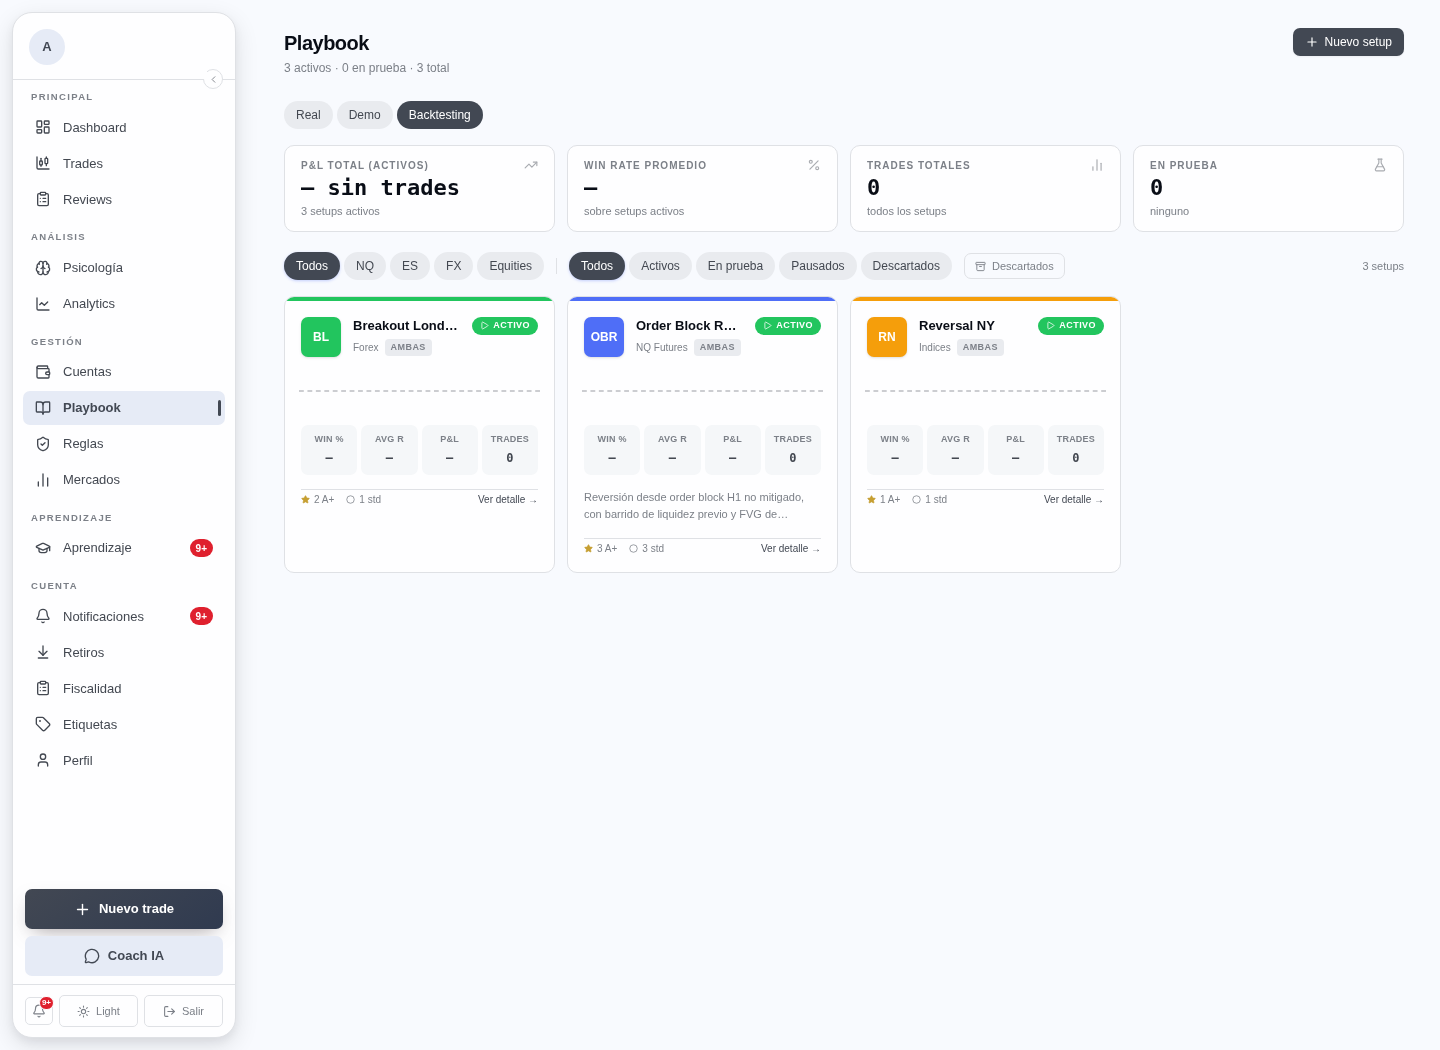 A
PRINCIPAL
Dashboard
Trades
Reviews
ANÁLISIS
Psicología
Analytics
GESTIÓN
Cuentas
Playbook
Reglas
Mercados
APRENDIZAJE
Aprendizaje 9+
CUENTA
Notificaciones 9+
Retiros
Fiscalidad
Etiquetas
Perfil
Nuevo trade
Coach IA
9+ Light Salir
Playbook
3 activos · 0 en prueba · 3 total
Nuevo setup
Real Demo Backtesting
P&L TOTAL (ACTIVOS)
— sin trades
3 setups activos
WIN RATE PROMEDIO
—
sobre setups activos
TRADES TOTALES
0
todos los setups
EN PRUEBA
0
ninguno
Todos NQ ES FX Equities Todos Activos En prueba Pausados Descartados Descartados 3 setups
BL Breakout Lond... ACTIVO
Forex AMBAS
WIN % AVG R P&L TRADES
— — — 0
2 A+ 1 std Ver detalle →
OBR Order Block R... ACTIVO
NQ Futures AMBAS
WIN % AVG R P&L TRADES
— — — 0
Reversión desde order block H1 no mitigado,
con barrido de liquidez previo y FVG de...
3 A+ 3 std Ver detalle →
RN Reversal NY ACTIVO
Indices AMBAS
WIN % AVG R P&L TRADES
— — — 0
1 A+ 1 std Ver detalle →